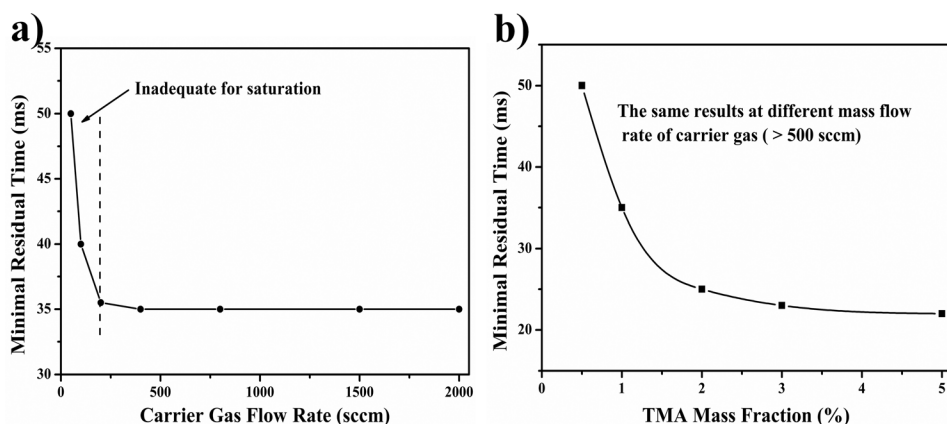 a)
55
50
45
40
35
30
Minimal Residual Time (ms)
Inadequate for saturation
0
500
1000
1500
2000
Carrier Gas Flow Rate (sccm)
b)
50
40
30
20
Minimal Residual Time (ms)
The same results at different mass flow
rate of carrier gas ( > 500 sccm)
0
1
2
3
4
5
TMA Mass Fraction (%)